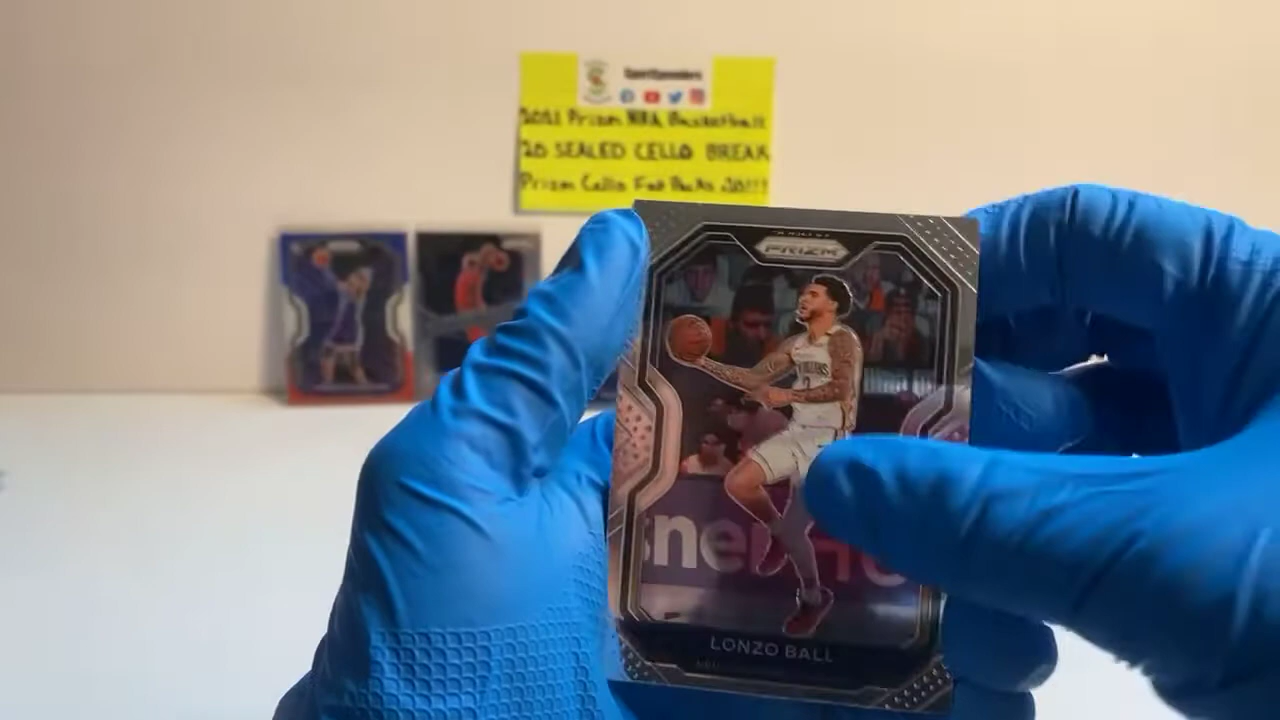 2021 Prizm NBA Basketball
20 SEALED CELLO BREAK
Prizm Cello Fat Packs 20!!!
PRIZM
LONZO BALL